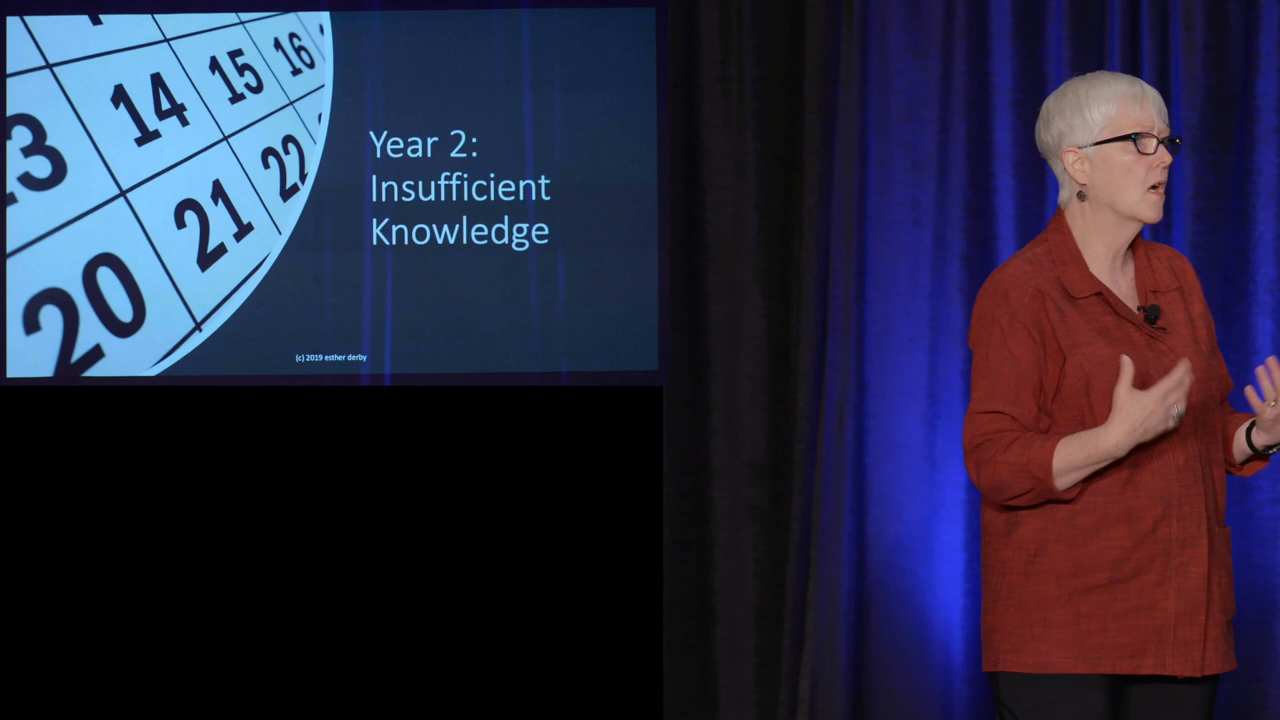 14 15 16
20 21 22
Year 2:
Insufficient
Knowledge
(c) 2019 esther derby